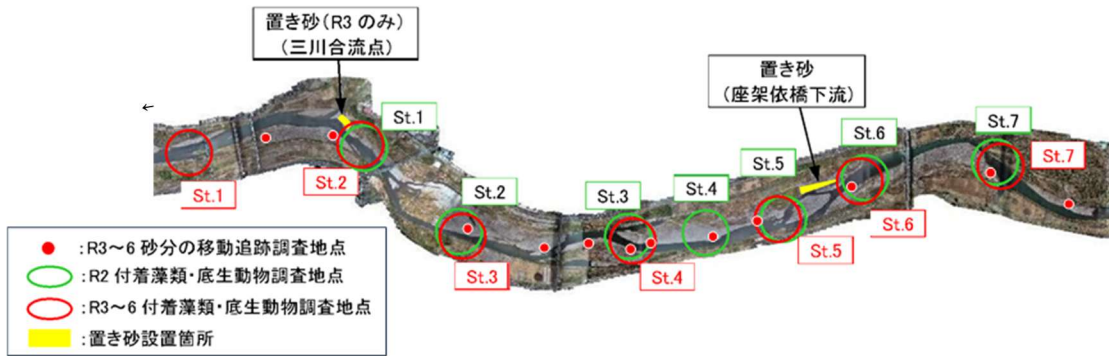 置き砂(R3 のみ)
(三川合流点)
置き砂
(座架依橋下流)
St.1
St.2
St.3
St.4
St.5
St.6
St.7
St.1
St.2
St.3
St.4
St.5
St.6
St.7
:R3～6 砂分の移動追跡調査地点
:R2 付着藻類・底生動物調査地点
:R3～6 付着藻類・底生動物調査地点
:置き砂設置箇所